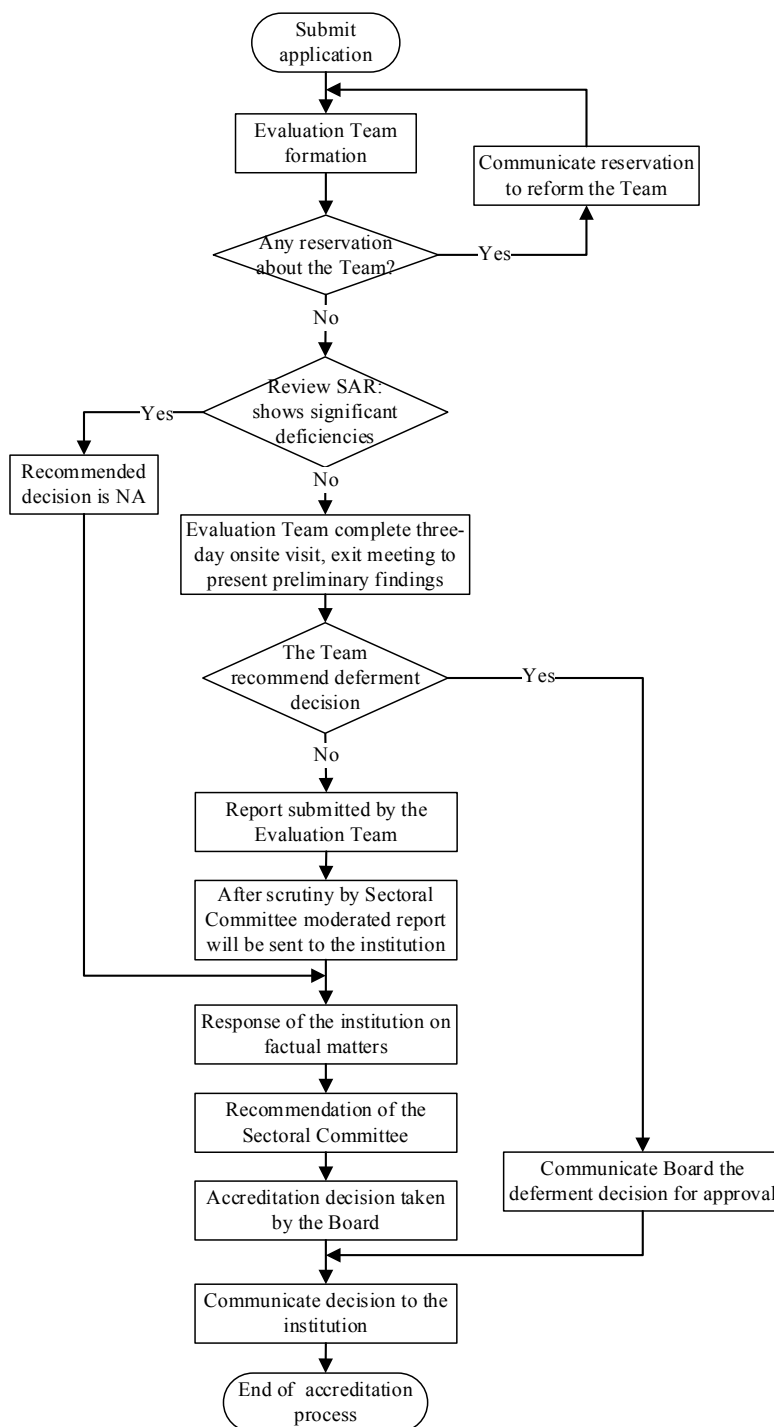 Submit
application
Evaluation Team
formation
Communicate reservation
to reform the Team
Any reservation
about the Team?
Yes
No
Review SAR:
shows significant
deficiencies
Yes
Recommended
decision is NA
No
Evaluation Team complete three-
day onsite visit, exit meeting to
present preliminary findings
The Team
recommend deferment
decision
Yes
No
Report submitted by the
Evaluation Team
After scrutiny by Sectoral
Committee moderated report
will be sent to the institution
Response of the institution on
factual matters
Recommendation of the
Sectoral Committee
Communicate Board the
deferment decision for approval
Accreditation decision taken
by the Board
Communicate decision to the
institution
End of accreditation
process